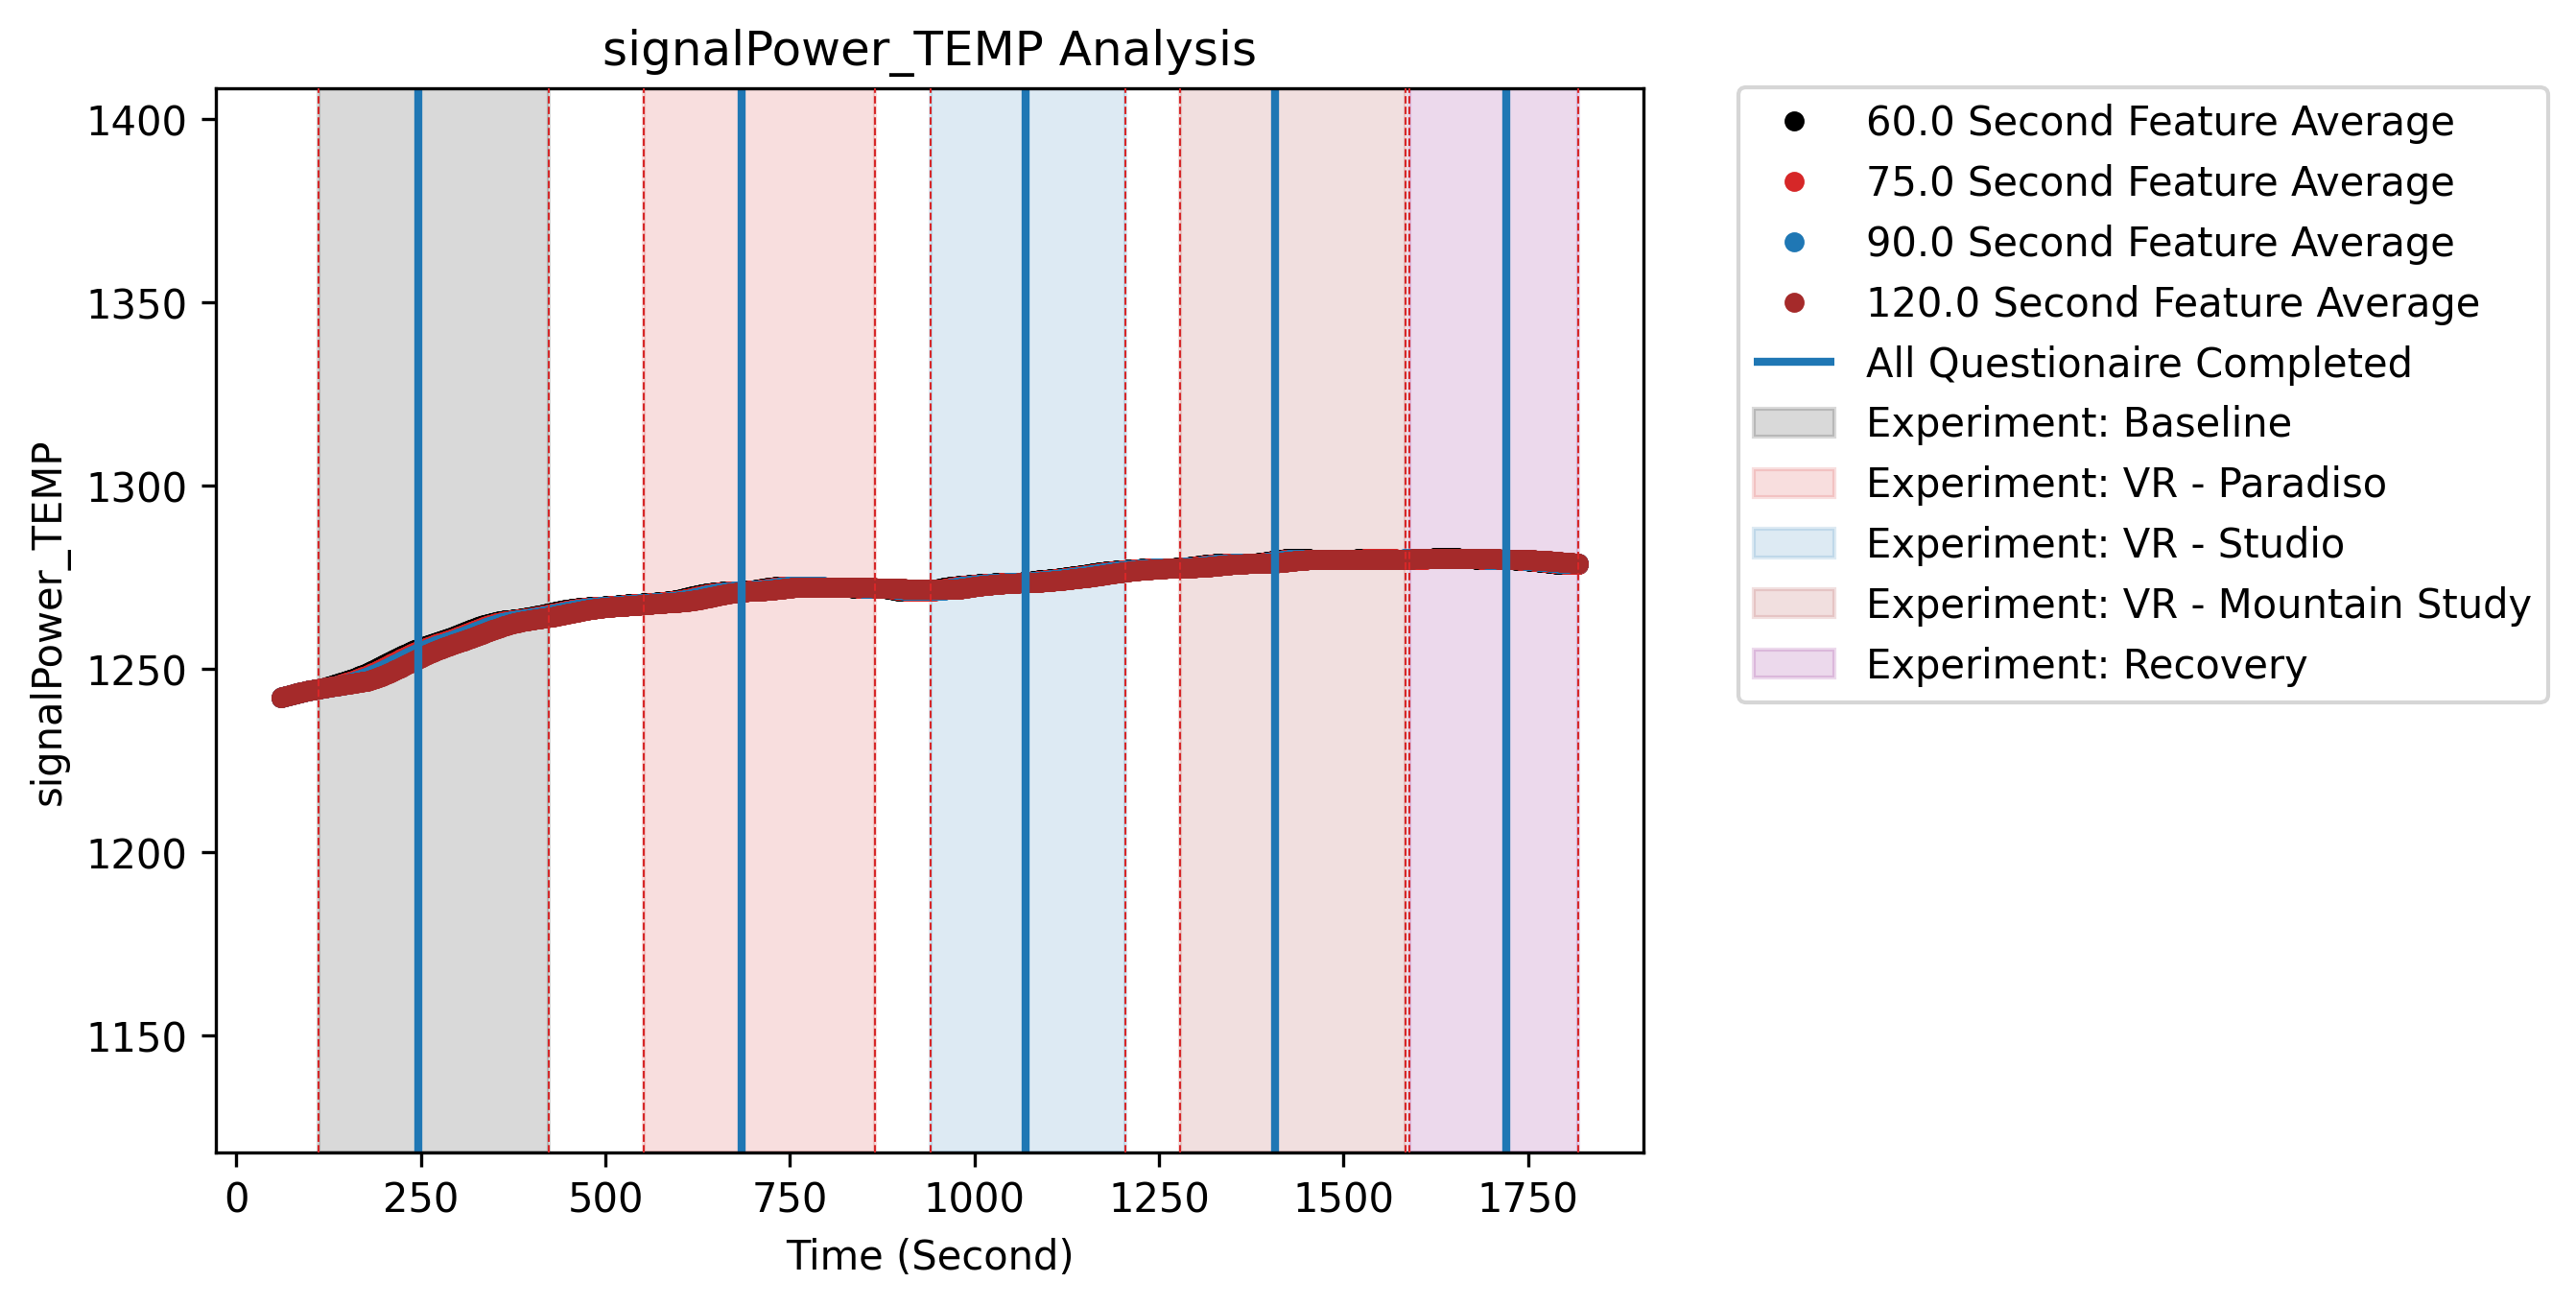 signalPower_TEMP Analysis
1400
1350
1300
1250
1200
1150
signalPower_TEMP
0 250 500 750 1000 1250 1500 1750
Time (Second)
60.0 Second Feature Average
75.0 Second Feature Average
90.0 Second Feature Average
120.0 Second Feature Average
All Questionaire Completed
Experiment: Baseline
Experiment: VR - Paradiso
Experiment: VR - Studio
Experiment: VR - Mountain Study
Experiment: Recovery